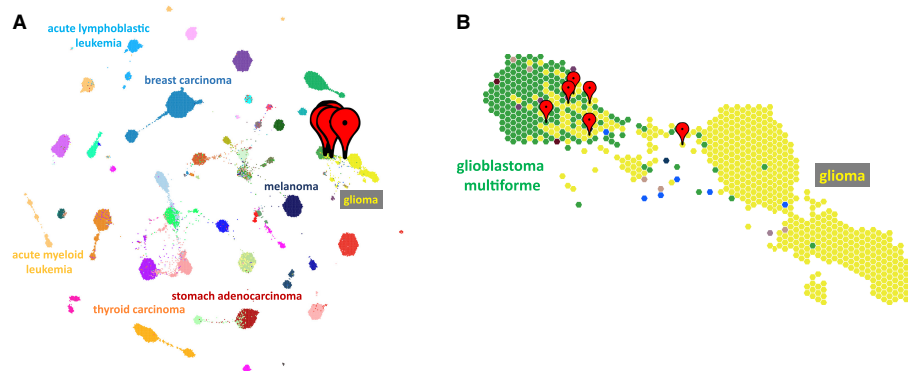 A
acute lymphoblastic
leukemia
breast carcinoma
melanoma
glioma
acute myeloid
leukemia
stomach adenocarcinoma
thyroid carcinoma
B
glioblastoma
multiforme
glioma